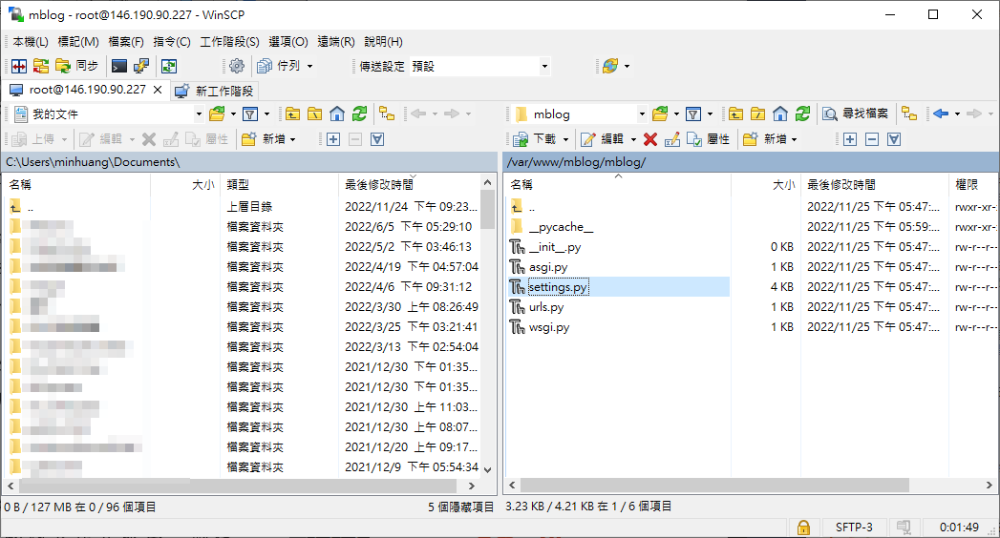 mblog - root@146.190.90.227 - WinSCP
本機(L) 標記(M) 檔案(F) 指令(C) 工作階段(S) 選項(O) 遠端(R) 說明(H)
同步 佇列 傳送設定 預設
root@146.190.90.227 新工作階段
我的文件
上傳 編輯 屬性 新增
C:\Users\minhuang\Documents\
名稱 大小 類型 最後修改時間
.. 上層目錄 2022/11/24 下午 09:23...
檔案資料夾 2022/6/5 下午 05:29:10
檔案資料夾 2022/5/2 下午 03:46:13
檔案資料夾 2022/4/19 下午 04:57:04
檔案資料夾 2022/4/6 下午 09:31:12
檔案資料夾 2022/3/30 上午 08:26:49
檔案資料夾 2022/3/25 下午 03:21:41
檔案資料夾 2022/3/13 下午 02:54:04
檔案資料夾 2021/12/30 下午 01:35...
檔案資料夾 2021/12/30 下午 01:35...
檔案資料夾 2021/12/30 上午 11:03...
檔案資料夾 2021/12/30 上午 08:07...
檔案資料夾 2021/12/20 上午 09:17...
檔案資料夾 2021/12/9 下午 05:54:34
0 B / 127 MB 在 0 / 96 個項目 5 個隱藏項目
mblog 尋找檔案
下載 編輯 屬性 新增
/var/www/mblog/mblog/
名稱 大小 最後修改時間 權限
.. 2022/11/25 下午 05:47:... rwxr-xr-x
__pycache__ 2022/11/25 下午 05:59:... rwxr-xr-x
__init__.py 0 KB 2022/11/25 下午 05:47:... rw-r--r--
asgi.py 1 KB 2022/11/25 下午 05:47:... rw-r--r--
settings.py 4 KB 2022/11/25 下午 05:47:... rw-r--r--
urls.py 1 KB 2022/11/25 下午 05:47:... rw-r--r--
wsgi.py 1 KB 2022/11/25 下午 05:47:... rw-r--r--
3.23 KB / 4.21 KB 在 1 / 6 個項目
SFTP-3 0:01:49